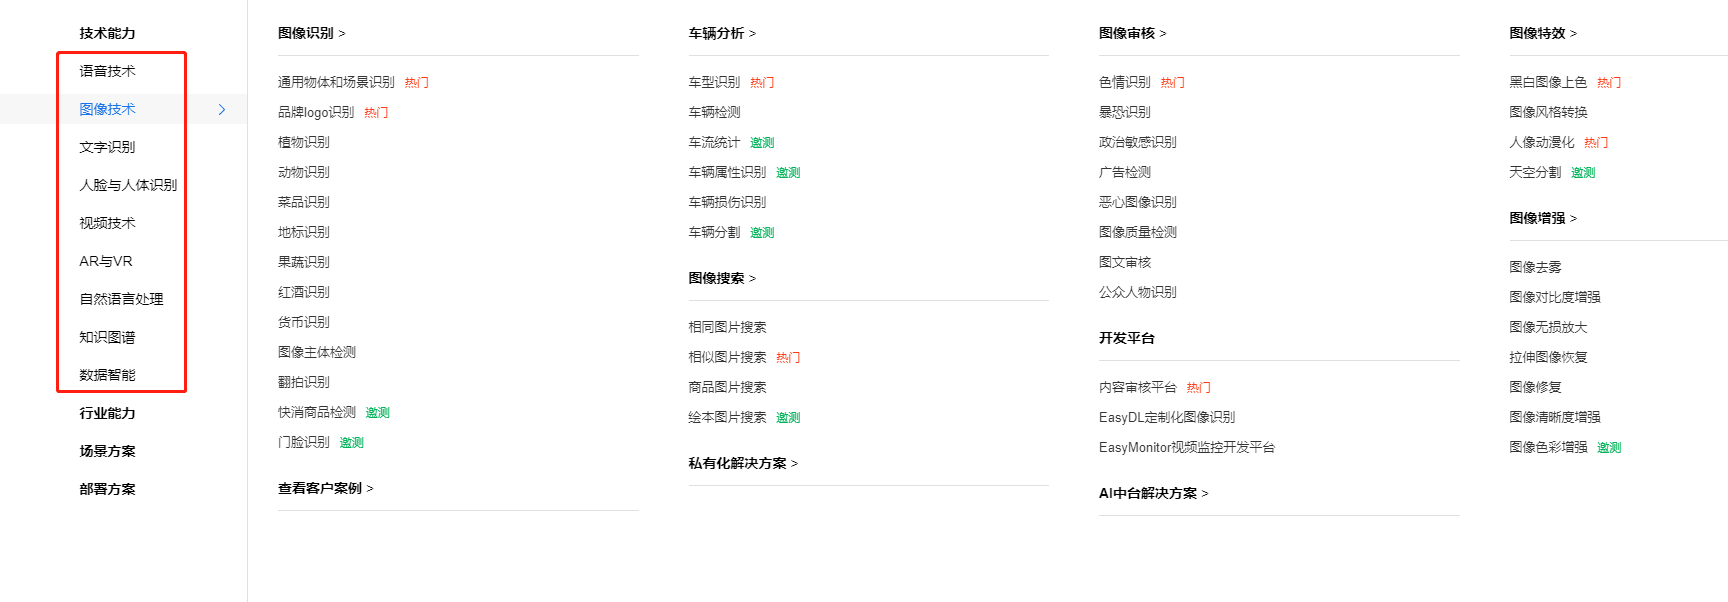 技术能力
语音技术
图像技术
文字识别
人脸与人体识别
视频技术
AR与VR
自然语言处理
知识图谱
数据智能
行业能力
场景方案
部署方案
图像识别 >
通用物体和场景识别 热门
品牌logo识别 热门
植物识别
动物识别
菜品识别
地标识别
果蔬识别
红酒识别
货币识别
图像主体检测
翻拍识别
快消商品检测 邀测
门脸识别 邀测
查看客户案例 >
车辆分析 >
车型识别 热门
车辆检测
车流统计 邀测
车辆属性识别 邀测
车辆损伤识别
车辆分割 邀测
图像搜索 >
相同图片搜索
相似图片搜索 热门
商品图片搜索
绘本图片搜索 邀测
私有化解决方案 >
图像审核 >
色情识别 热门
暴恐识别
政治敏感识别
广告检测
恶心图像识别
图像质量检测
图文审核
公众人物识别
开发平台
内容审核平台 热门
EasyDL定制化图像识别
EasyMonitor视频监控开发平台
AI中台解决方案 >
图像特效 >
黑白图像上色 热门
图像风格转换
人像动漫化 热门
天空分割 邀测
图像增强 >
图像去雾
图像对比度增强
图像无损放大
拉伸图像恢复
图像修复
图像清晰度增强
图像色彩增强 邀测